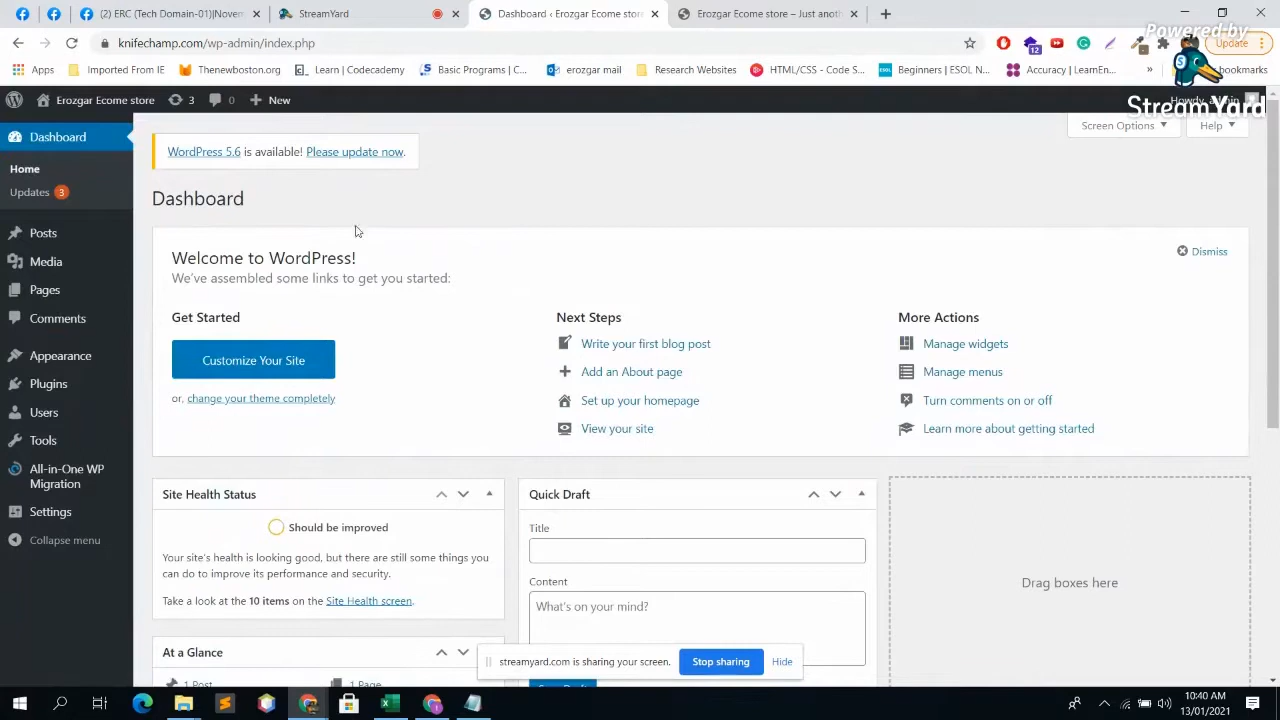 (2) ERC (Tech Domain-01)|Erozg
StreamYard
Dashboard ‹ Erozgar Ecome store
Erozgar Ecome store – Just anoth
Powered by
StreamYard
knifechamp.com/wp-admin/index.php
12
Update
Apps
Imported From IE
Thenewboston.org
Learn | Codecademy
Basic Programs | C...
erozgar mail
Research Websites
HTML/CSS - Code S...
ESOL
Beginners | ESOL N...
Accuracy | LearnEn...
»
bookmarks
Erozgar Ecome store
3
0
New
Howdy, admin
Dashboard
Home
Updates 3
Posts
Media
Pages
Comments
Appearance
Plugins
Users
Tools
All-in-One WP
Migration
Settings
Collapse menu
Screen Options
Help
WordPress 5.6 is available! Please update now.
Dashboard
Welcome to WordPress!
We've assembled some links to get you started:
Dismiss
Get Started
Customize Your Site
or, change your theme completely
Next Steps
Write your first blog post
Add an About page
Set up your homepage
View your site
More Actions
Manage widgets
Manage menus
Turn comments on or off
Learn more about getting started
Site Health Status
Should be improved
Your site's health is looking good, but there are still some things you
can do to improve its performance and security.
Take a look at the 10 items on the Site Health screen.
At a Glance
1 Post
1 Page
Quick Draft
Title
Content
What's on your mind?
Drag boxes here
streamyard.com is sharing your screen.
Stop sharing
Hide
10:40 AM
13/01/2021